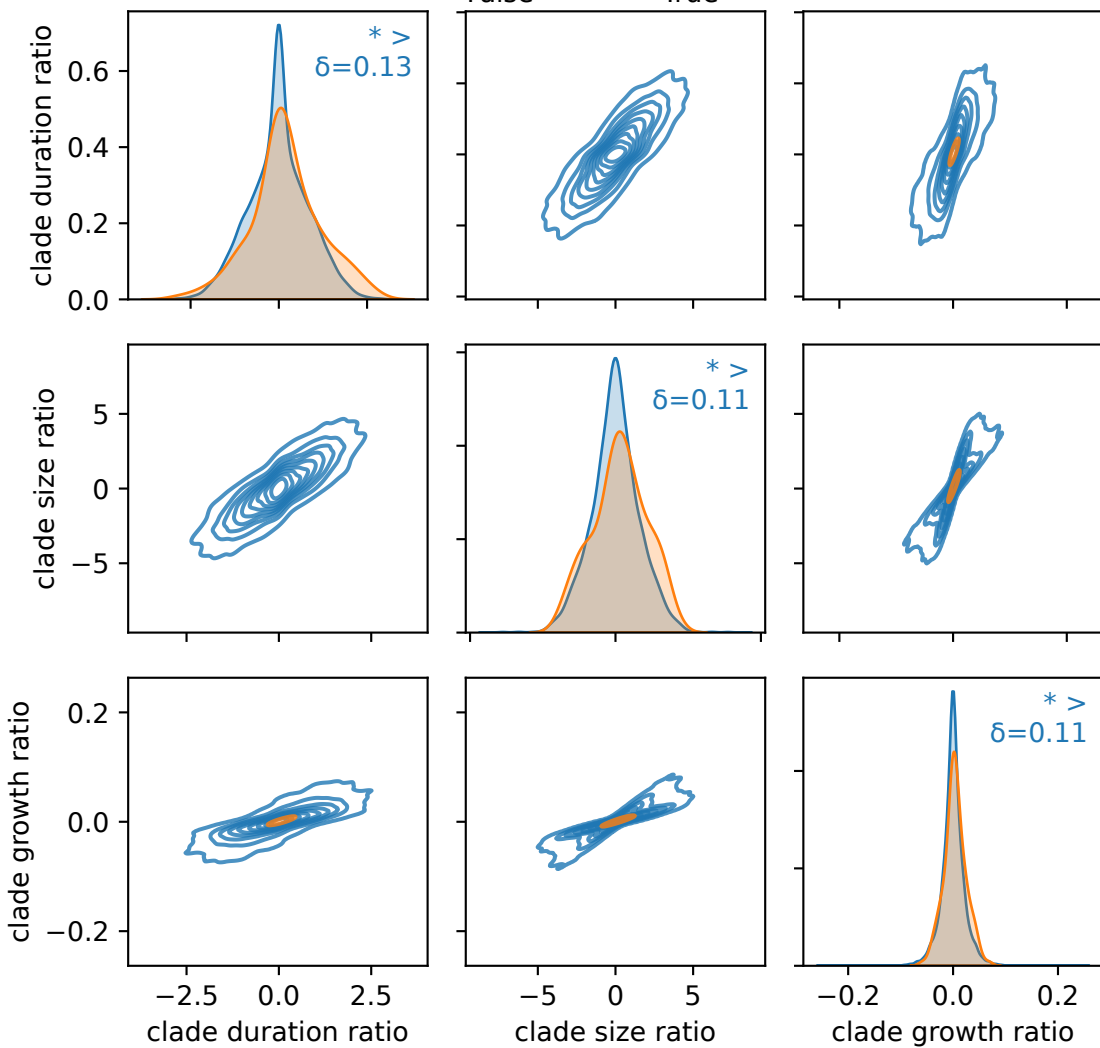 True
clade duration ratio
0.6
0.4
0.2
0.0
* >
δ=0.13
clade size ratio
5
0
−5
* >
δ=0.11
clade growth ratio
0.2
0.0
−0.2
* >
δ=0.11
−2.5 0.0 2.5
−5 0 5
−0.2 0.0 0.2
clade duration ratio
clade size ratio
clade growth ratio